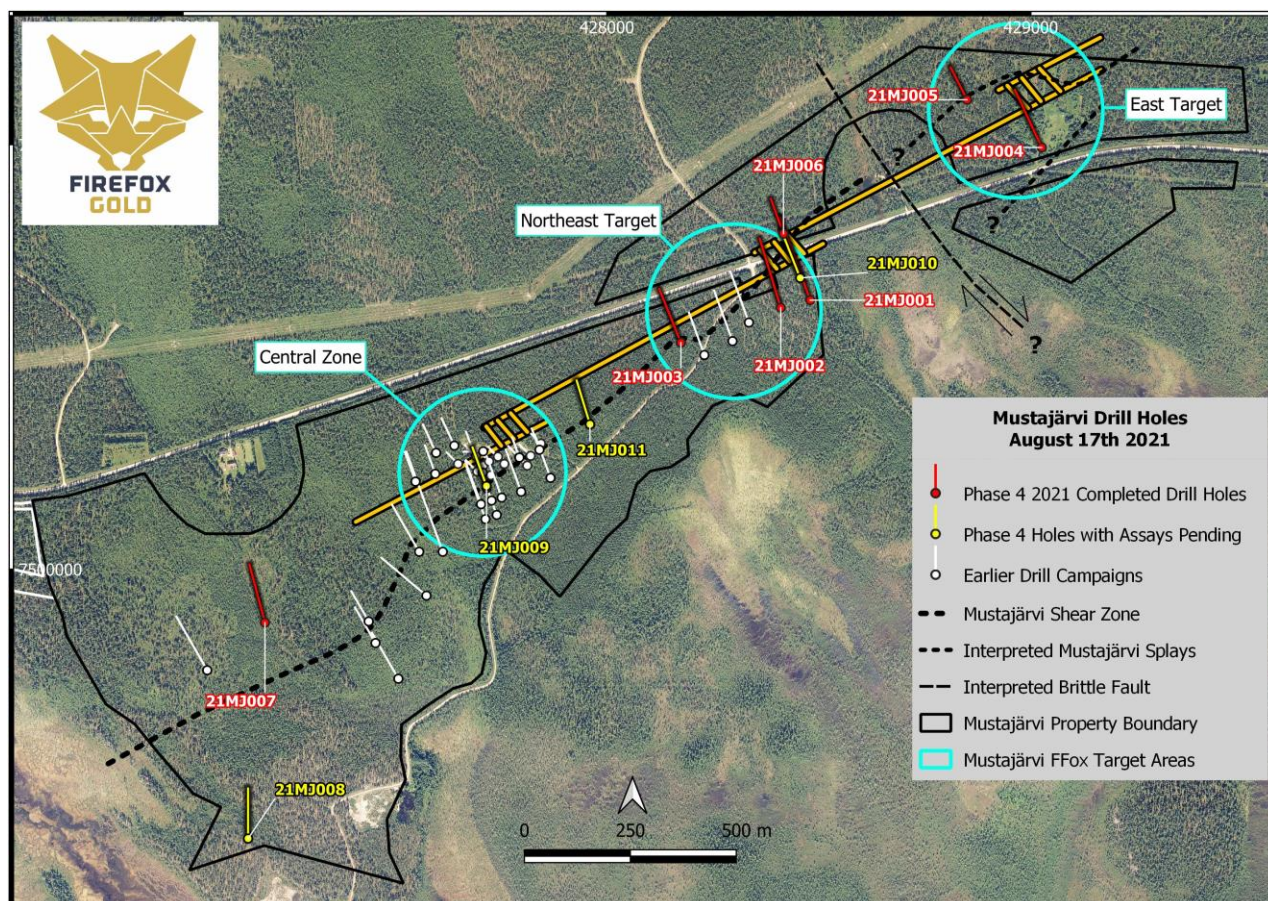 428000
429000
FIREFOX
GOLD
21MJ005
East Target
21MJ004
21MJ006
Northeast Target
?
?
21MJ010
21MJ001
?
Central Zone
21MJ003
21MJ002
21MJ011
21MJ009
7500000
21MJ007
21MJ008
Mustajärvi Drill Holes
August 17th 2021
Phase 4 2021 Completed Drill Holes
Phase 4 Holes with Assays Pending
Earlier Drill Campaigns
Mustajärvi Shear Zone
Interpreted Mustajärvi Splays
Interpreted Brittle Fault
Mustajärvi Property Boundary
Mustajärvi FFox Target Areas
0 250 500 m